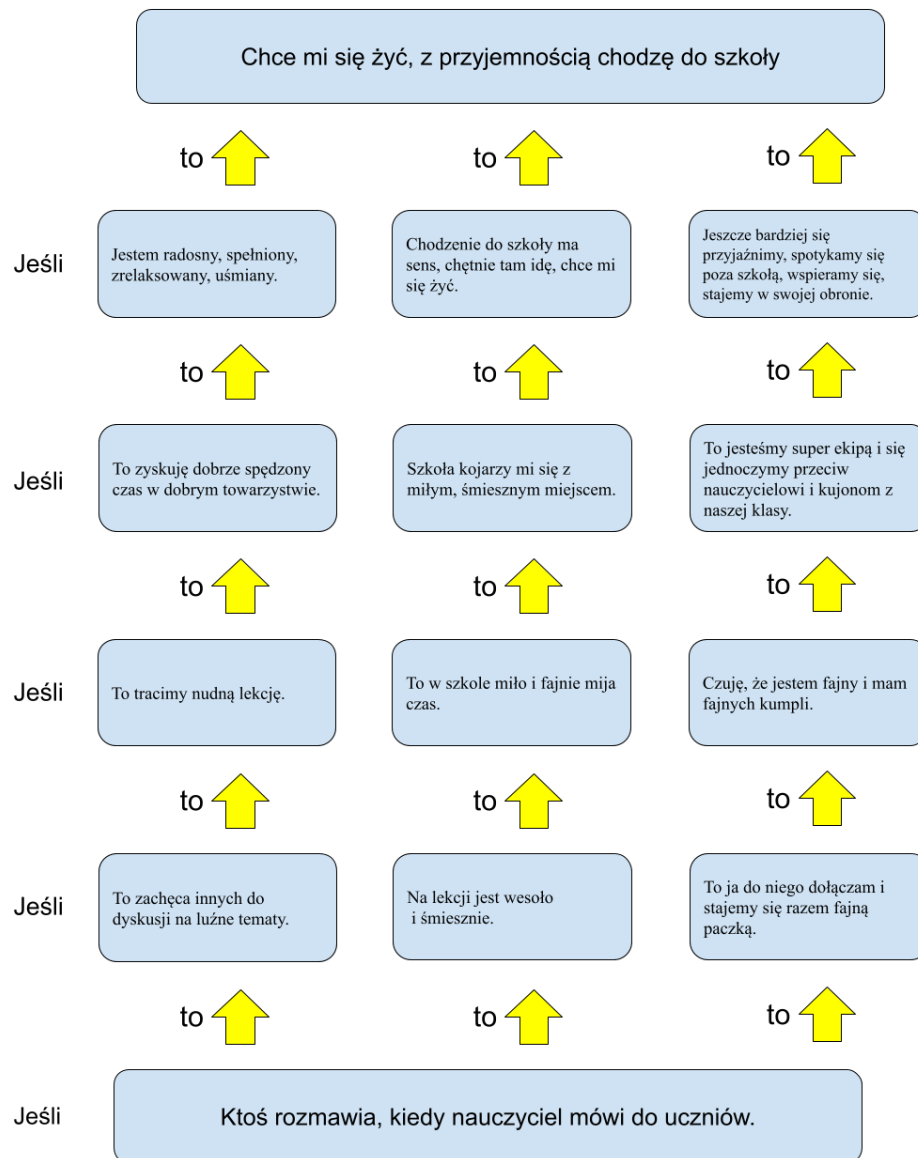 Chce mi się żyć, z przyjemnością chodzę do szkoły
to
to
to
Jeśli
Jestem radosny, spełniony,
zrelaksowany, uśmiany.
Chodzenie do szkoły ma
sens, chętnie tam idę, chce mi
się żyć.
Jeszcze bardziej się
przyjaźnimy, spotykamy się
poza szkołą, wspieramy się,
stajemy w swojej obronie.
to
to
to
Jeśli
To zyskuję dobrze spędzony
czas w dobrym towarzystwie.
Szkoła kojarzy mi się z
miłym, śmiesznym miejscem.
To jesteśmy super ekipą i się
jednoczymy przeciw
nauczycielowi i kujonom z
naszej klasy.
to
to
to
Jeśli
To tracimy nudną lekcję.
To w szkole miło i fajnie mija
czas.
Czuję, że jestem fajny i mam
fajnych kumpli.
to
to
to
Jeśli
To zachęca innych do
dyskusji na luźne tematy.
Na lekcji jest wesoło
i śmiesznie.
To ja do niego dołączam i
stajemy się razem fajną
paczką.
to
to
to
Jeśli
Ktoś rozmawia, kiedy nauczyciel mówi do uczniów.